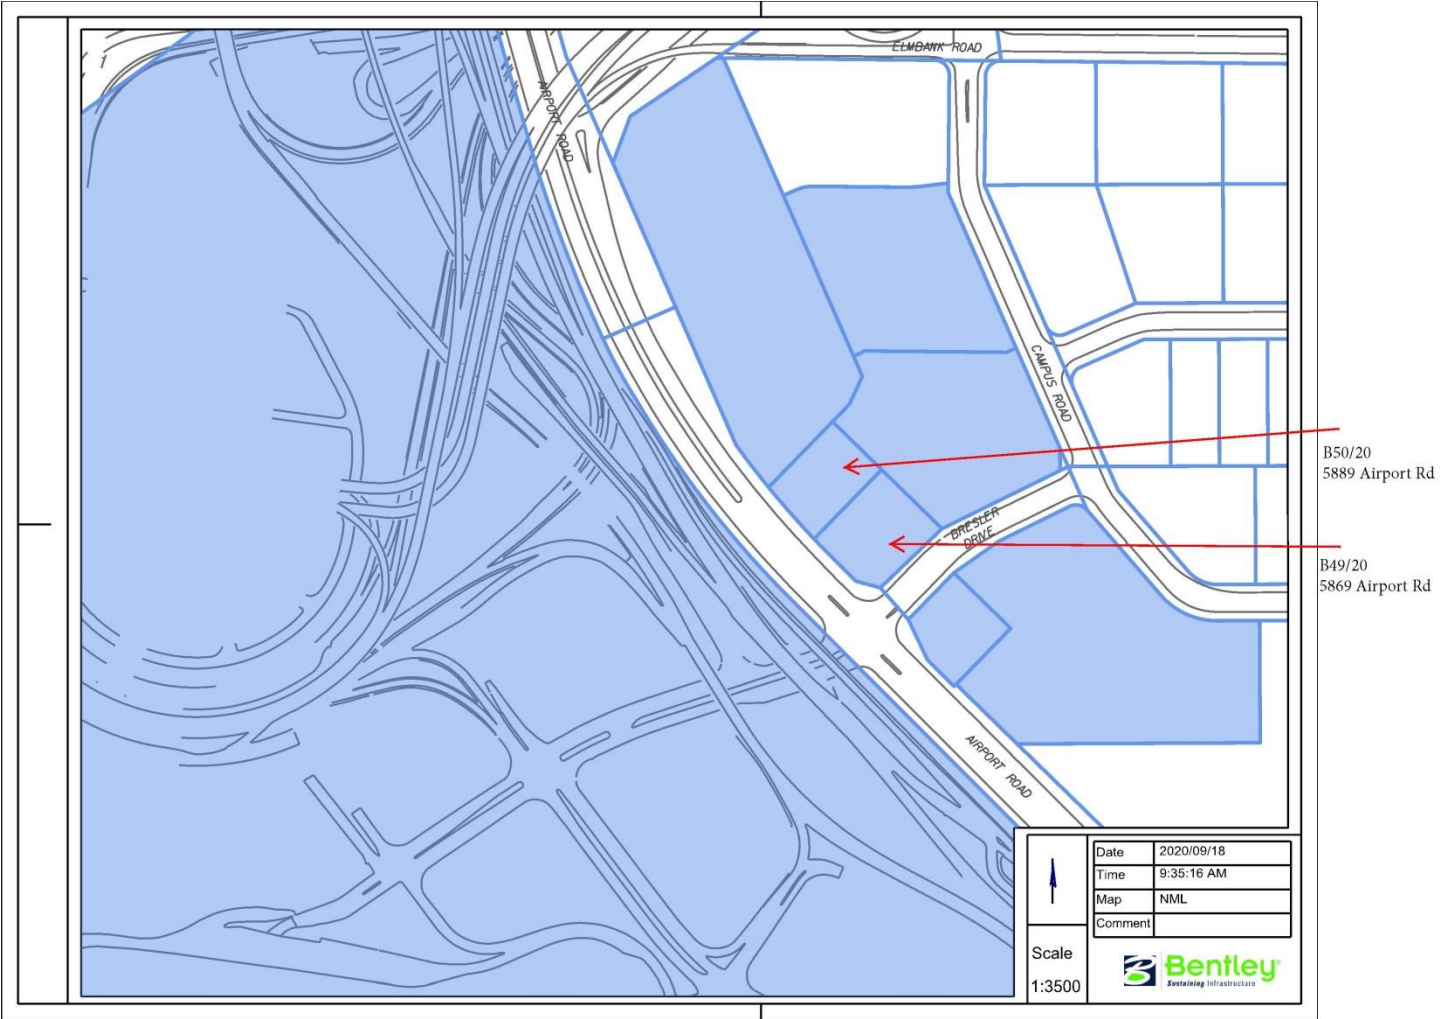 ELMBANK ROAD
AIRPORT ROAD
CAMPUS ROAD
B50/20
5889 Airport Rd
BRESLER
DRIVE
B49/20
5869 Airport Rd
AIRPORT ROAD
Date 2020/09/18
Time 9:35:16 AM
Map NML
Comment
Scale
1:3500
Bentley
Sustaining Infrastructure